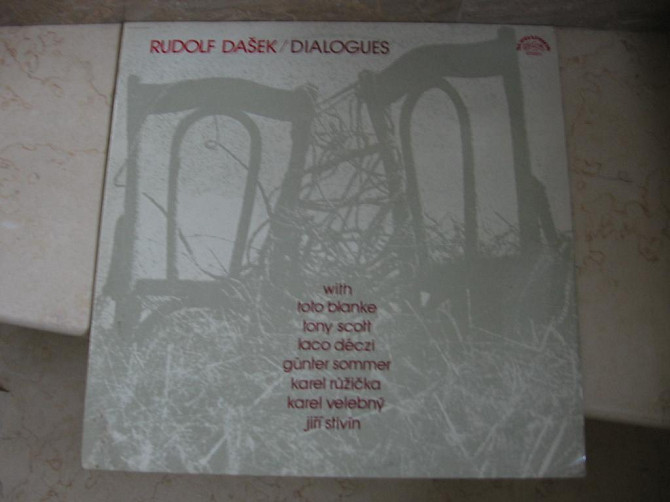 RUDOLF DAŠEK / DIALOGUES
with
toto blanke
tony scott
laco déczi
günter sommer
karel růžička
karel velebný
jiří stivín